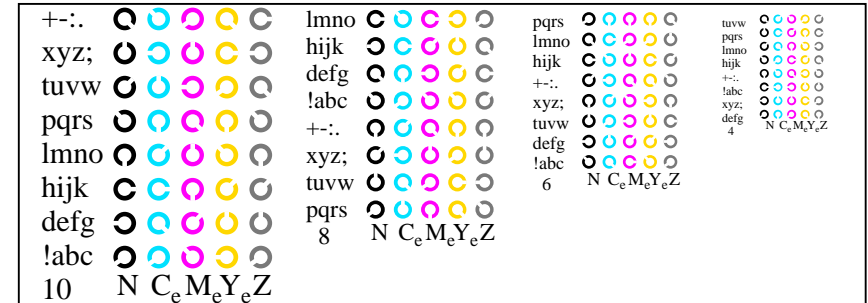 +-:.
xyz;
tuvw
pqrs
lmno
hijk
defg
!abc
10 N CeMeYeZ
lmno
hijk
defg
!abc
+-:.
xyz;
tuvw
pqrs
8 N CeMeYeZ
pqrs
lmno
hijk
+-:.
xyz;
tuvw
defg
!abc
6 N CeMeYeZ
tuvw
pqrs
lmno
hijk
+-:.
!abc
xyz;
defg
4 N CeMeYeZ